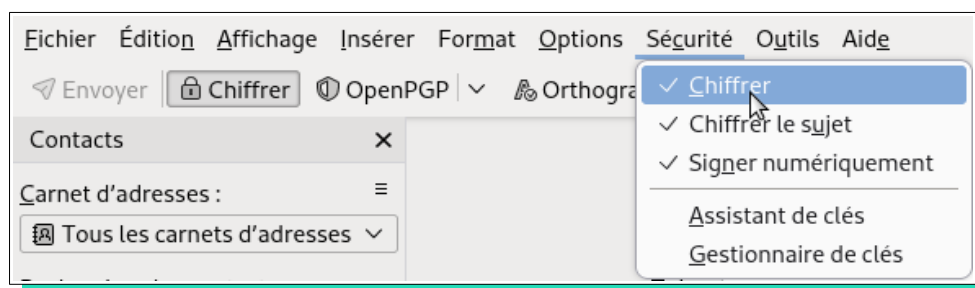 Fichier Édition Affichage Insérer Format Options Sécurité Outils Aide
Envoyer Chiffrer OpenPGP
Chiffrer
Chiffrer le sujet
Signer numériquement
Assistant de clés
Gestionnaire de clés
Contacts
Carnet d'adresses :
Tous les carnets d'adresses